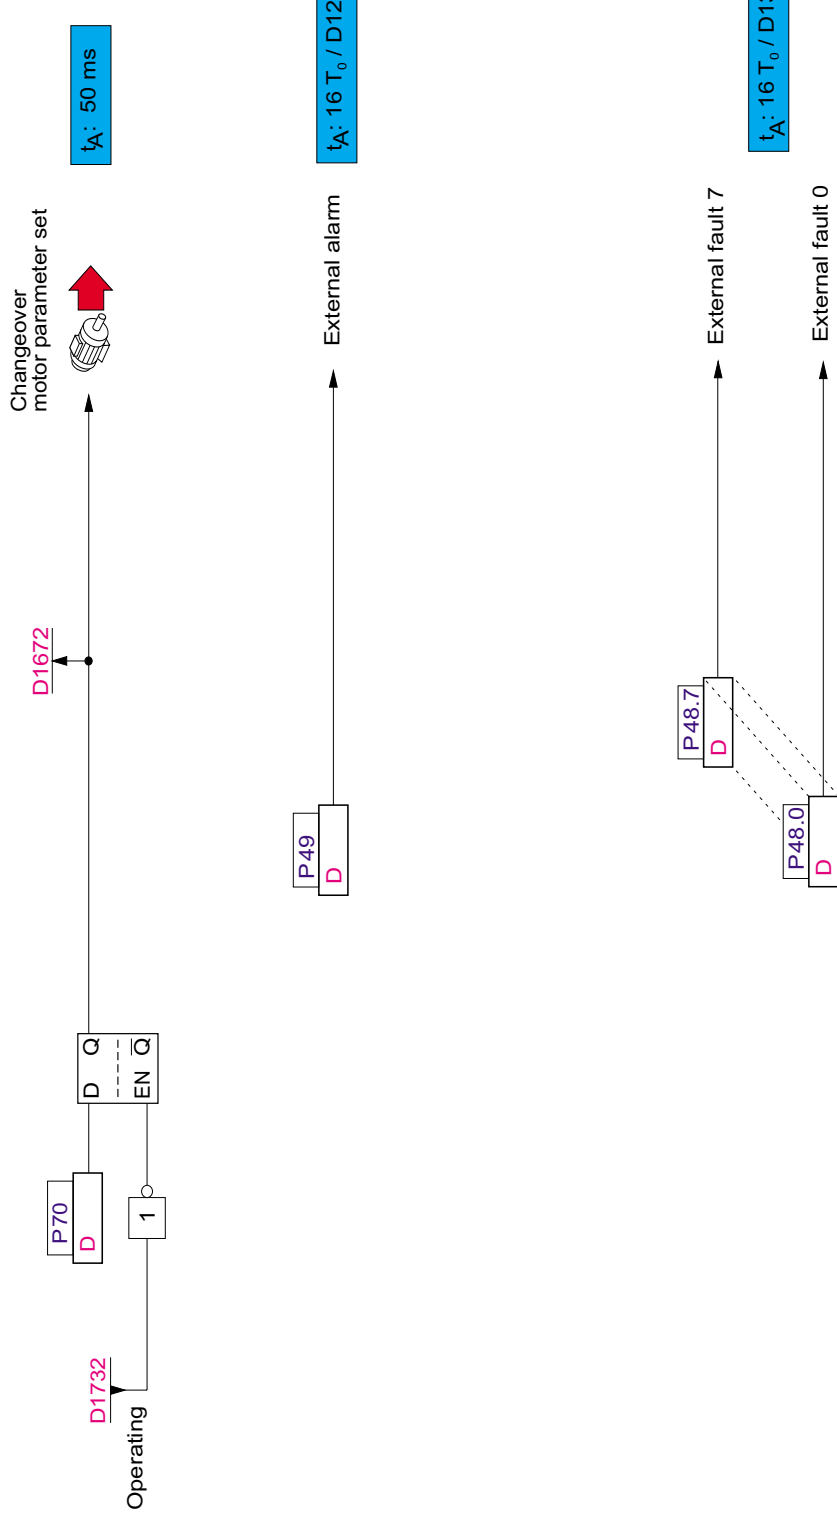 Changeover
motor parameter set
tA: 50 ms
D1672
P70
D
D Q
EN Q̅
1
D1732
Operating
P49
D
External alarm
tA: 16 T₀ / D12
P48.7
D
External fault 7
tA: 16 T₀ / D13
P48.0
D
External fault 0